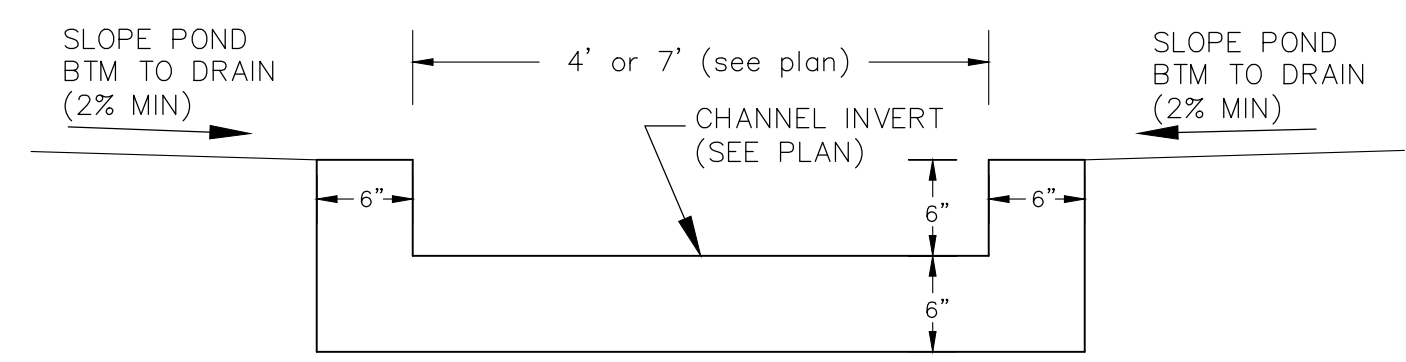 SLOPE POND
BTM TO DRAIN
(2% MIN)
4' or 7' (see plan)
SLOPE POND
BTM TO DRAIN
(2% MIN)
CHANNEL INVERT
(SEE PLAN)
6"
6"
6"
6"